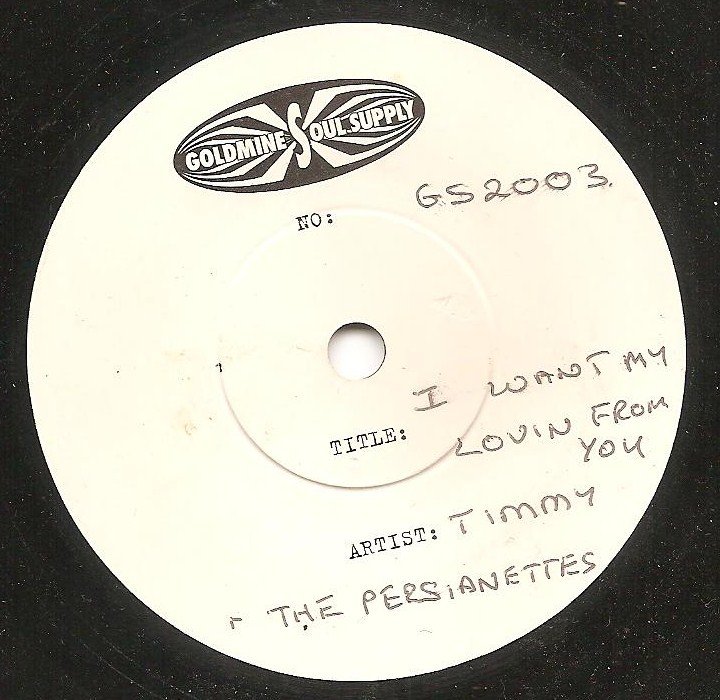 GOLDMINE SOUL SUPPLY
GS2003.
NO:
I WANT MY
TITLE: LOVIN FROM
YOU
ARTIST: TIMMY
+ THE PERSiANETTES